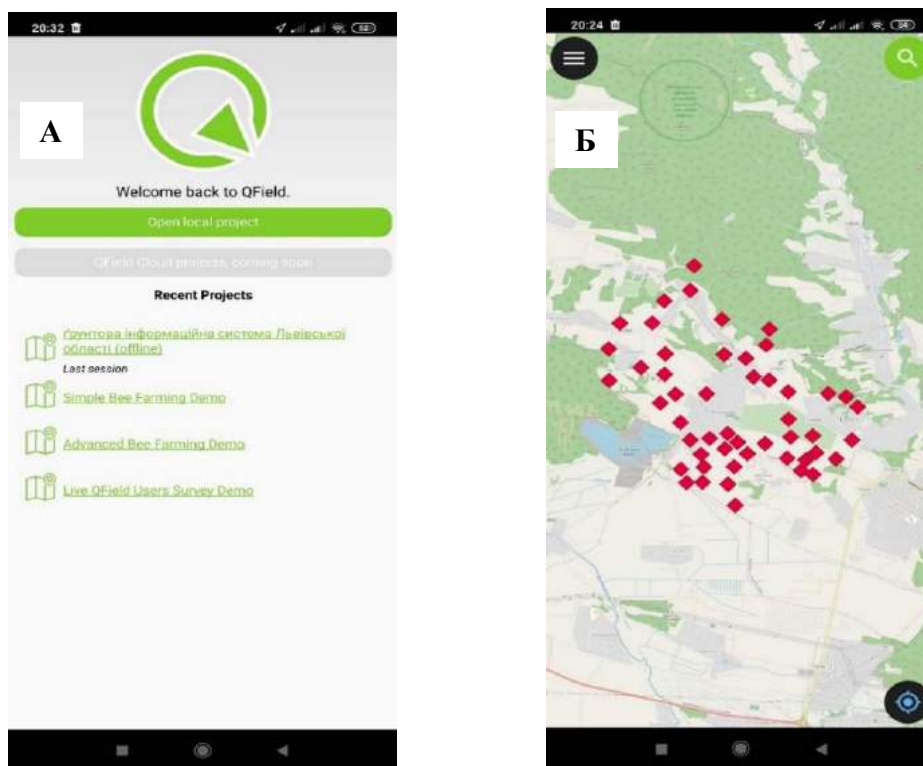 20:32
52
А
Welcome back to QField.
Open local project
QField Cloud projects, coming soon
Recent Projects
Ґрунтова інформаційна система Львівської
області (offline)
Last session
Simple Bee Farming Demo
Advanced Bee Farming Demo
Live QField Users Survey Demo
20:24
54
Б